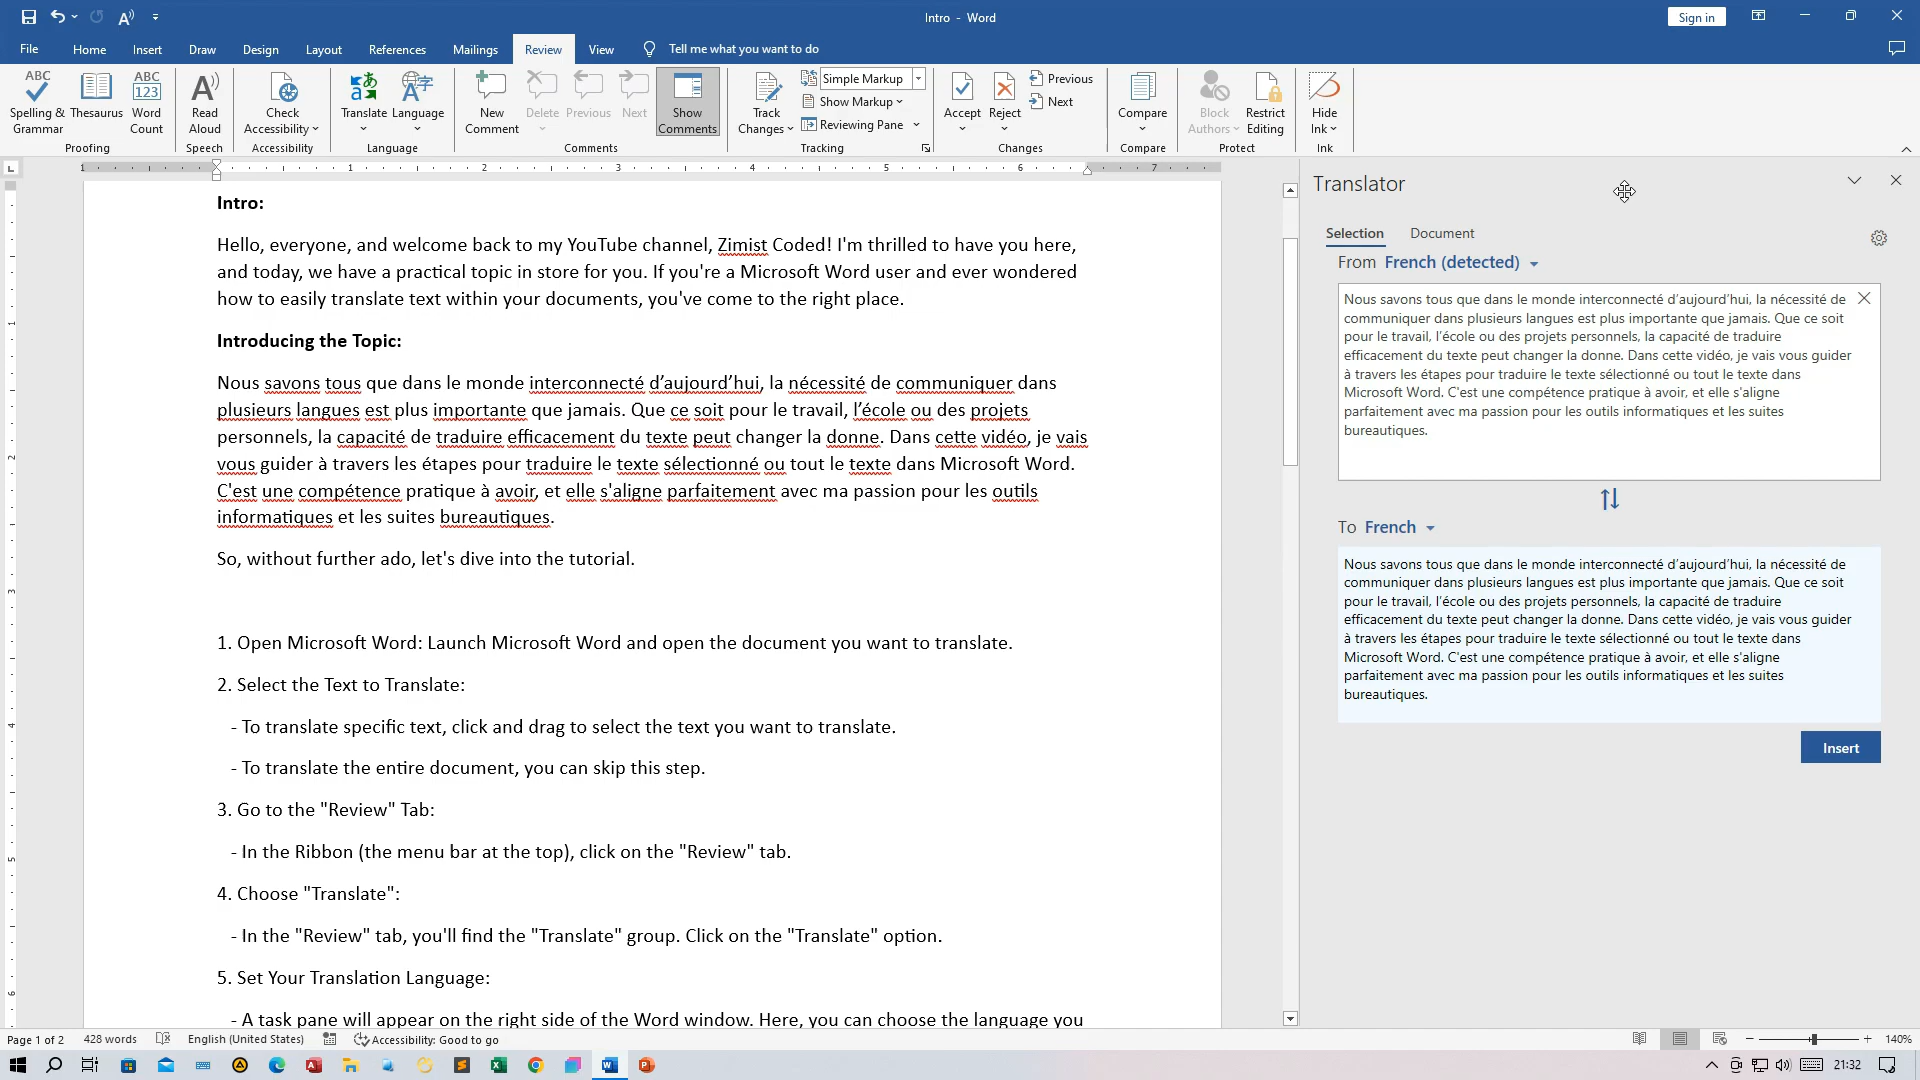 Intro - Word
Sign in
File Home Insert Draw Design Layout References Mailings Review View Tell me what you want to do
ABC Spelling & Grammar
Thesaurus
ABC 123 Word Count
Proofing
A Read Aloud
Speech
Check Accessibility
Accessibility
Translate
Language
Language
New Comment
Delete
Previous
Next
Show Comments
Comments
Track Changes
Simple Markup
Show Markup
Reviewing Pane
Tracking
Accept
Reject
Previous
Next
Changes
Compare
Compare
Block Authors
Restrict Editing
Protect
Hide Ink
Ink
1 1 2 3 4 5 6 7
Intro:
Hello, everyone, and welcome back to my YouTube channel, Zimist Coded! I'm thrilled to have you here,
and today, we have a practical topic in store for you. If you're a Microsoft Word user and ever wondered
how to easily translate text within your documents, you've come to the right place.
Introducing the Topic:
Nous savons tous que dans le monde interconnecté d’aujourd’hui, la nécessité de communiquer dans
plusieurs langues est plus importante que jamais. Que ce soit pour le travail, l’école ou des projets
personnels, la capacité de traduire efficacement du texte peut changer la donne. Dans cette vidéo, je vais
vous guider à travers les étapes pour traduire le texte sélectionné ou tout le texte dans Microsoft Word.
C'est une compétence pratique à avoir, et elle s'aligne parfaitement avec ma passion pour les outils
informatiques et les suites bureautiques.
So, without further ado, let's dive into the tutorial.
1. Open Microsoft Word: Launch Microsoft Word and open the document you want to translate.
2. Select the Text to Translate:
- To translate specific text, click and drag to select the text you want to translate.
- To translate the entire document, you can skip this step.
3. Go to the "Review" Tab:
- In the Ribbon (the menu bar at the top), click on the "Review" tab.
4. Choose "Translate":
- In the "Review" tab, you'll find the "Translate" group. Click on the "Translate" option.
5. Set Your Translation Language:
- A task pane will appear on the right side of the Word window. Here, you can choose the language you
Translator
Selection Document
From French (detected)
Nous savons tous que dans le monde interconnecté d’aujourd’hui, la nécessité de
communiquer dans plusieurs langues est plus importante que jamais. Que ce soit
pour le travail, l’école ou des projets personnels, la capacité de traduire
efficacement du texte peut changer la donne. Dans cette vidéo, je vais vous guider
à travers les étapes pour traduire le texte sélectionné ou tout le texte dans
Microsoft Word. C'est une compétence pratique à avoir, et elle s'aligne
parfaitement avec ma passion pour les outils informatiques et les suites
bureautiques.
To French
Nous savons tous que dans le monde interconnecté d’aujourd’hui, la nécessité de
communiquer dans plusieurs langues est plus importante que jamais. Que ce soit
pour le travail, l’école ou des projets personnels, la capacité de traduire
efficacement du texte peut changer la donne. Dans cette vidéo, je vais vous guider
à travers les étapes pour traduire le texte sélectionné ou tout le texte dans
Microsoft Word. C'est une compétence pratique à avoir, et elle s'aligne
parfaitement avec ma passion pour les outils informatiques et les suites
bureautiques.
Insert
Page 1 of 2 428 words English (United States) Accessibility: Good to go 140%
21:32